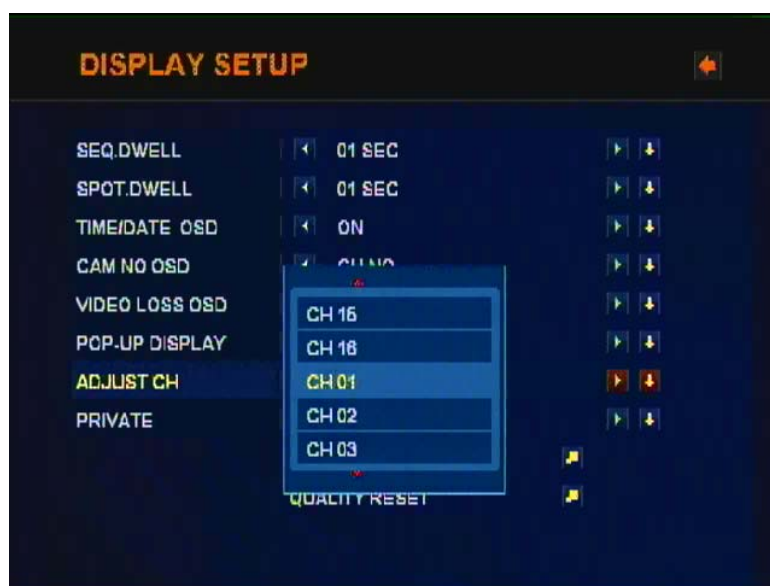 DISPLAY SETUP
SEQ.DWELL 01 SEC
SPOT.DWELL 01 SEC
TIME/DATE OSD ON
CAM NO OSD CH NO
VIDEO LOSS OSD
CH 15
POP-UP DISPLAY
CH 16
ADJUST CH
CH 01
PRIVATE
CH 02
CH 03
QUALITY RESET